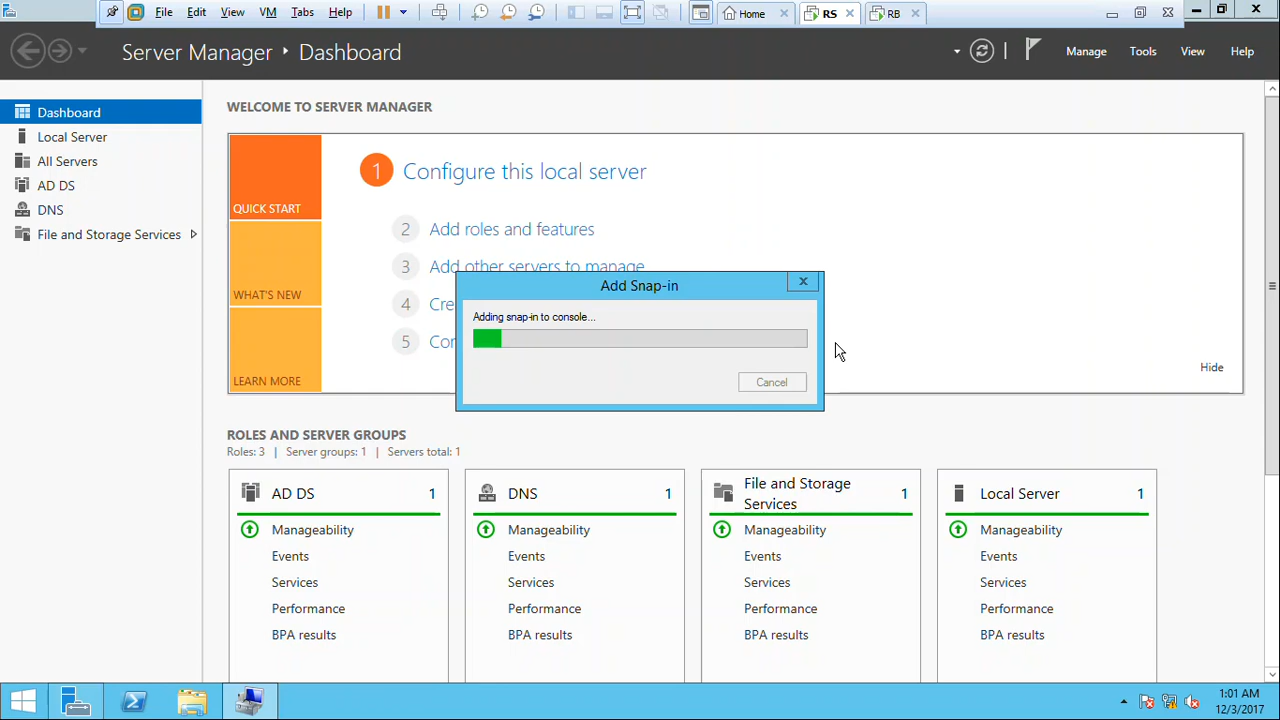 File Edit View VM Tabs Help Home RS RB
Server Manager Dashboard Manage Tools View Help
Dashboard
Local Server
All Servers
AD DS
DNS
File and Storage Services
WELCOME TO SERVER MANAGER
QUICK START
WHAT'S NEW
LEARN MORE
1 Configure this local server
2 Add roles and features
3 Add other servers to manage
4 Cre
5 Con
Hide
Add Snap-in
Adding snap-in to console...
Cancel
ROLES AND SERVER GROUPS
Roles: 3 | Server groups: 1 | Servers total: 1
AD DS 1
Manageability
Events
Services
Performance
BPA results
DNS 1
Manageability
Events
Services
Performance
BPA results
File and Storage
Services 1
Manageability
Events
Services
Performance
BPA results
Local Server 1
Manageability
Events
Services
Performance
BPA results
1:01 AM
12/3/2017